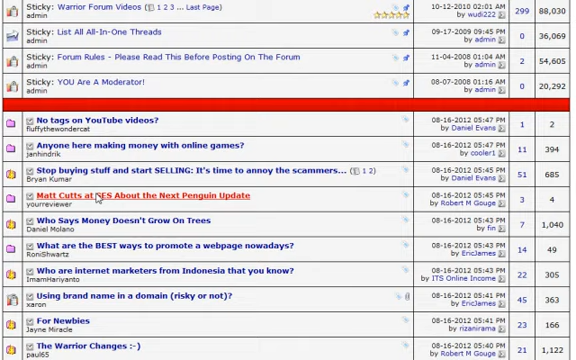 Sticky: Warrior Forum Videos ( 1 2 3 ... Last Page)
admin
10-12-2010 02:01 AM
by wudi222
299
88,030
Sticky: List All All-In-One Threads
admin
09-17-2009 09:45 PM
by admin
0
36,069
Sticky: Forum Rules - Please Read This Before Posting On The Forum
admin
11-04-2008 01:04 AM
by admin
2
54,605
Sticky: YOU Are A Moderator!
admin
08-07-2008 01:16 AM
by admin
0
20,292
No tags on YouTube videos?
fluffythewondercat
08-16-2012 05:47 PM
by Daniel Evans
1
2
Anyone here making money with online games?
janhindrik
08-16-2012 05:47 PM
by cooler1
11
394
Stop buying stuff and start SELLING: It's time to annoy the scammers... ( 1 2)
Bryan Kumar
08-16-2012 05:45 PM
by Daniel Evans
51
685
Matt Cutts at SES About the Next Penguin Update
yourreviewer
08-16-2012 05:45 PM
by Robert M Gouge
3
4
Who Says Money Doesn't Grow On Trees
Daniel Molano
08-16-2012 05:43 PM
by fin
7
1,040
What are the BEST ways to promote a webpage nowadays?
RoniShwartz
08-16-2012 05:43 PM
by EricJames
14
49
Who are internet marketers from Indonesia that you know?
ImamHariyanto
08-16-2012 05:42 PM
by ITS Online Income
22
305
Using brand name in a domain (risky or not)?
xaron
08-16-2012 05:41 PM
by EricJames
45
363
For Newbies
Jayne Miracle
08-16-2012 05:41 PM
by rizanirama
23
166
The Warrior Changes :-)
paul65
08-16-2012 05:40 PM
by Robert M Gouge
21
1,122